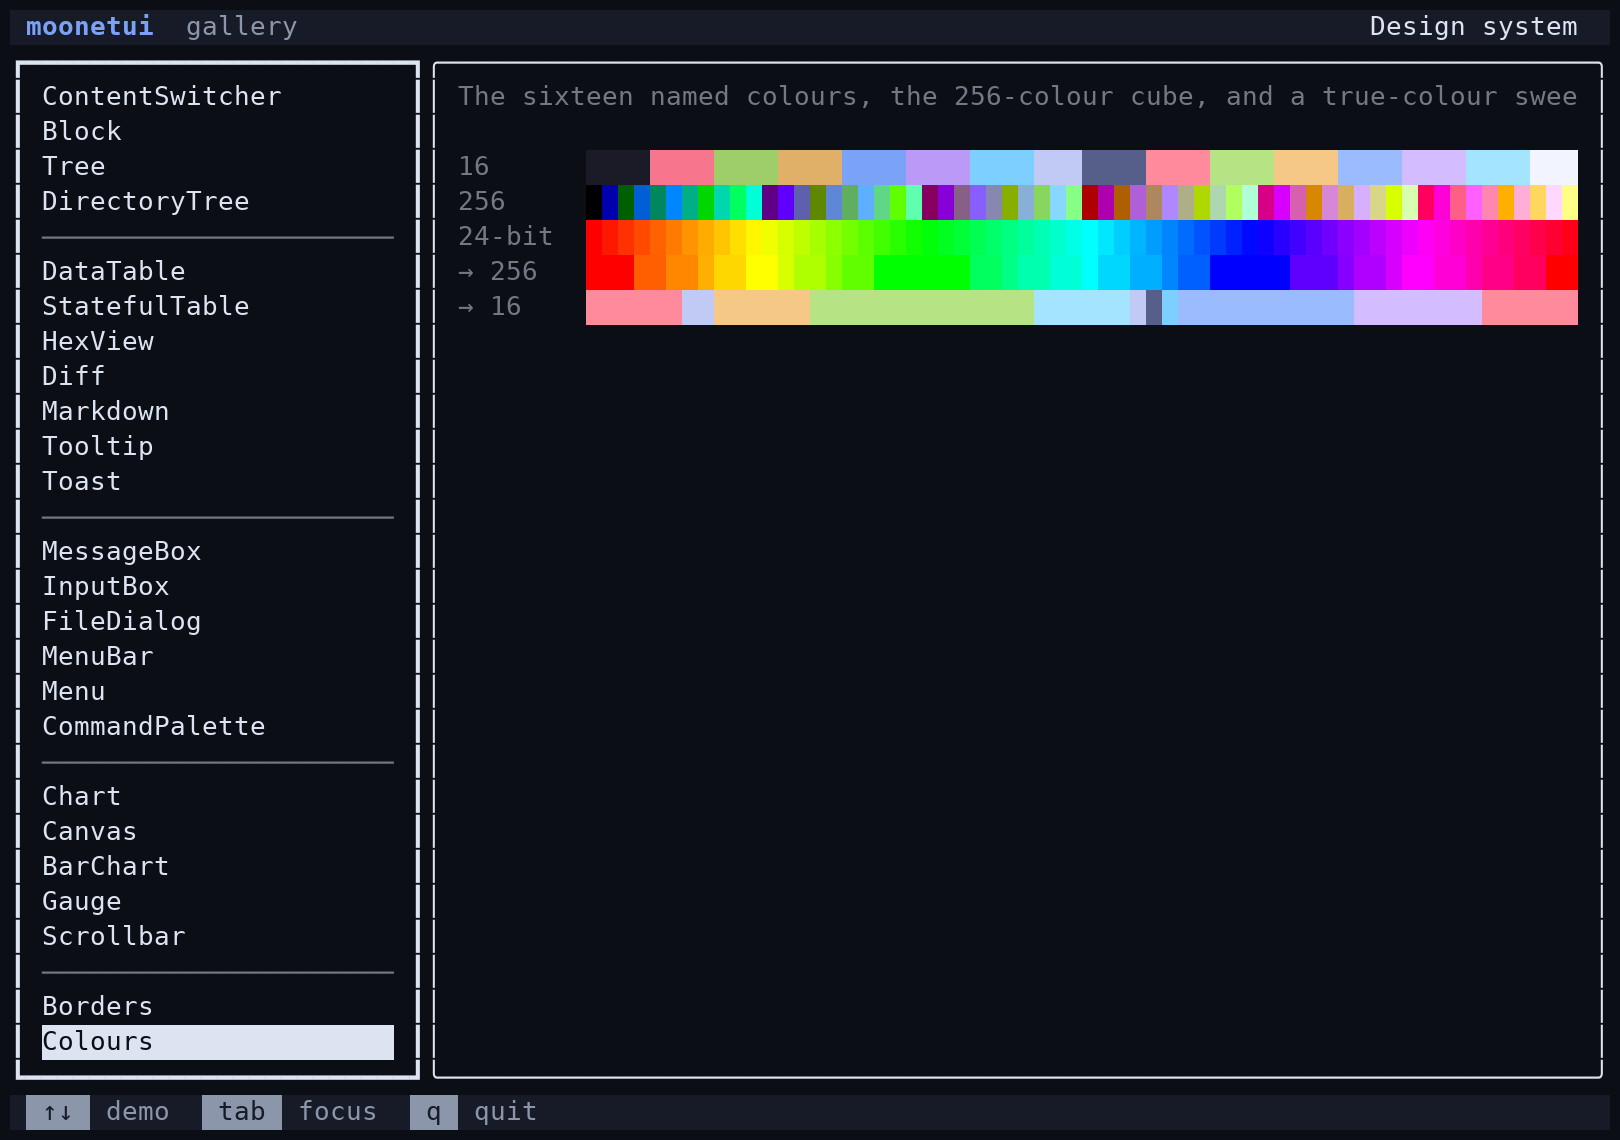 moonetui gallery Design system
ContentSwitcher
Block
Tree
DirectoryTree
DataTable
StatefulTable
HexView
Diff
Markdown
Tooltip
Toast
MessageBox
InputBox
FileDialog
MenuBar
Menu
CommandPalette
Chart
Canvas
BarChart
Gauge
Scrollbar
Borders
Colours
The sixteen named colours, the 256-colour cube, and a true-colour swee
16
256
24-bit
→ 256
→ 16
↑↓ demo tab focus q quit